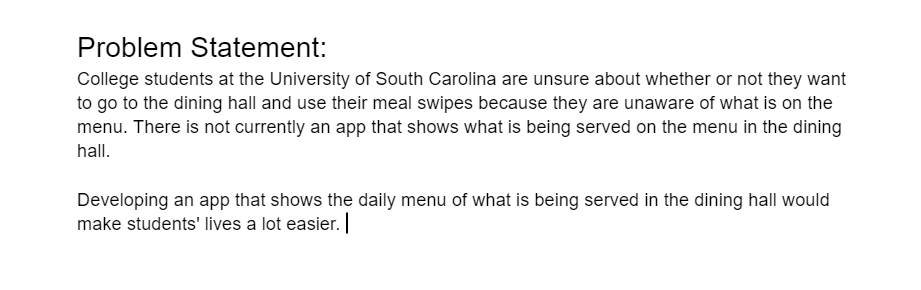 Problem Statement:
College students at the University of South Carolina are unsure about whether or not they want
to go to the dining hall and use their meal swipes because they are unaware of what is on the
menu. There is not currently an app that shows what is being served on the menu in the dining
hall.
Developing an app that shows the daily menu of what is being served in the dining hall would
make students' lives a lot easier.